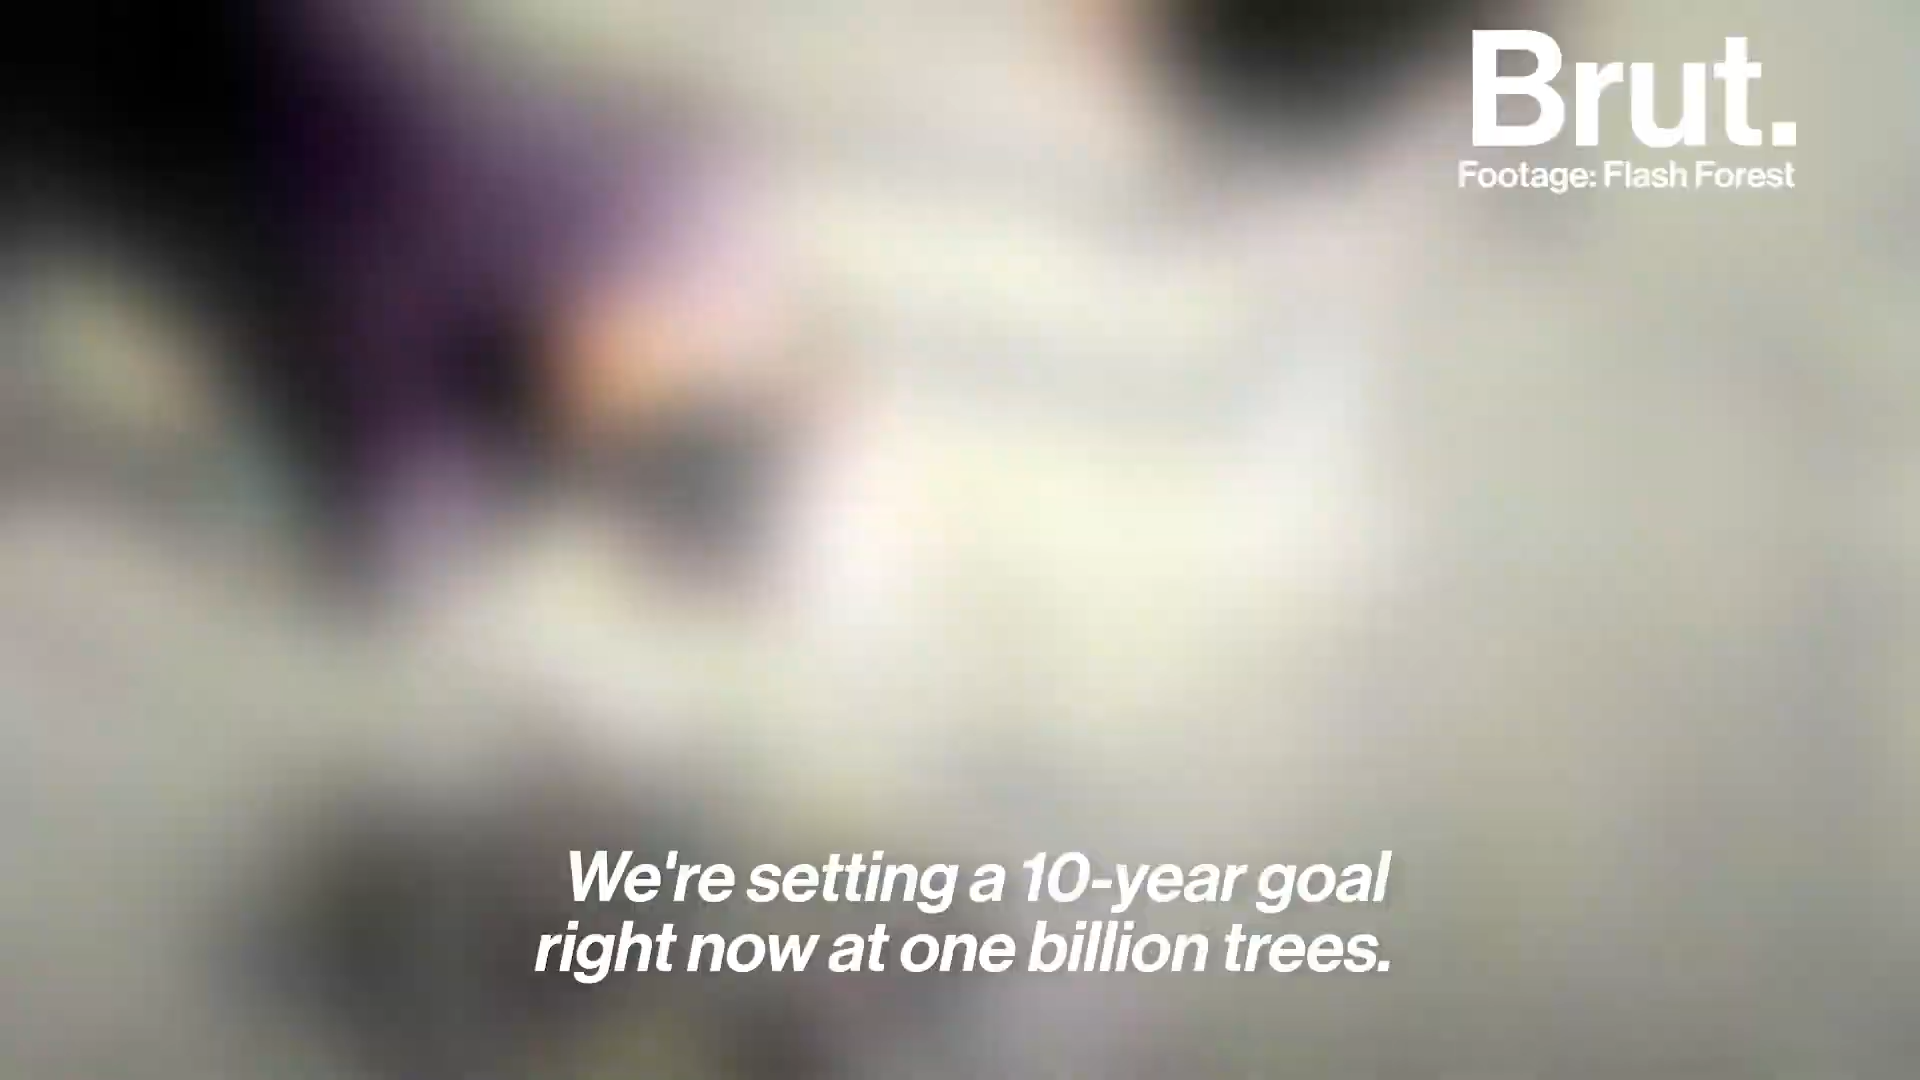 Brut.
Footage: Flash Forest
We're setting a 10-year goal
right now at one billion trees.